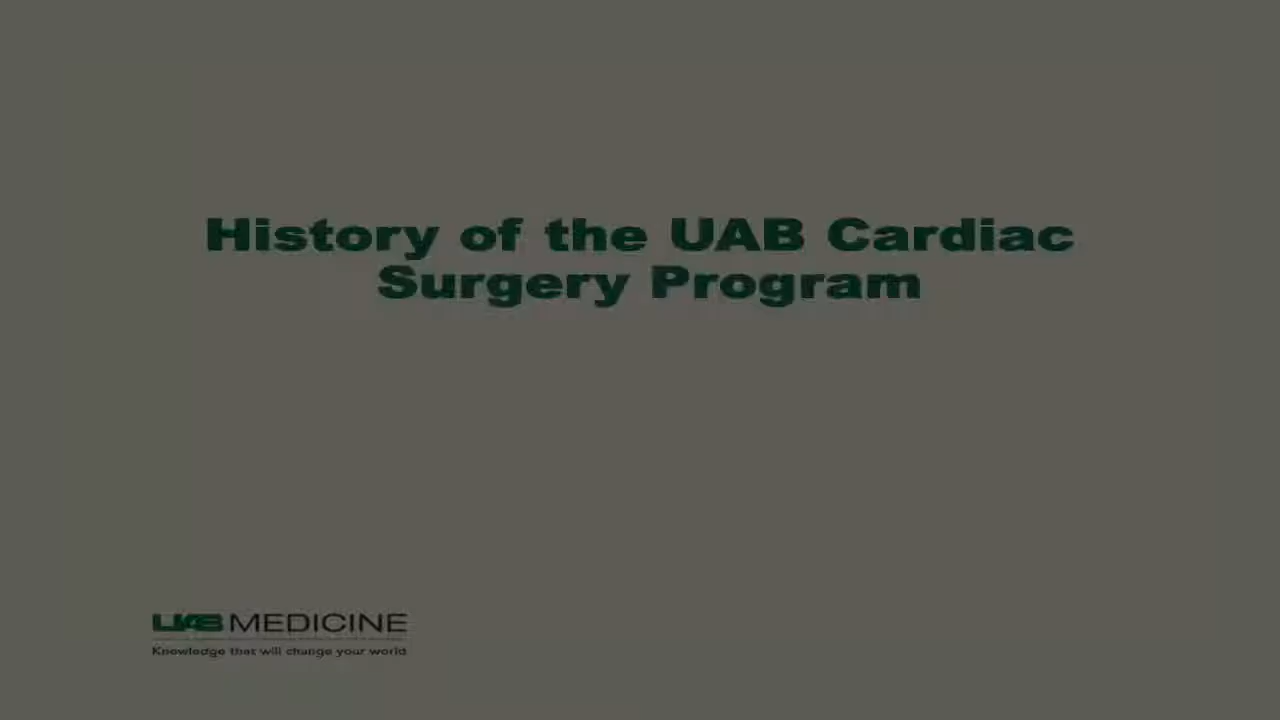 History of the UAB Cardiac
Surgery Program
UAB MEDICINE
Knowledge that will change your world